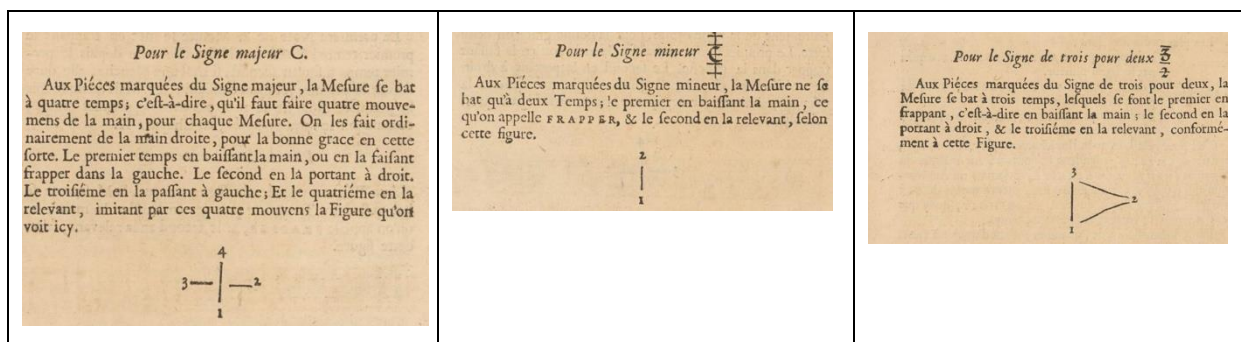 Pour le Signe majeur C.
Aux Piéces marquées du Signe majeur, la Meſure ſe bat
à quatre temps; c'eſt-à-dire, qu'il faut faire quatre mouve-
mens de la main, pour chaque Meſure. On les fait ordi-
nairement de la main droite, pour la bonne grace en cette
ſorte. Le premier temps en baiſſant la main, ou en la faiſant
frapper dans la gauche. Le ſecond en là portant à droit.
Le troiſiéme en la paſſant à gauche; Et le quatriéme en la
relevant, imitant par ces quatre mouvens la Figure qu'on
voit icy.
4
3 2
1
Pour le Signe mineur ₵
Aux Piéces marquées du Signe mineur, la Meſure ne ſe
bat qu'à deux Temps; le premier en baiſſant la main, ce
qu'on appelle FRAPPER, & le ſecond en la relevant, ſelon
cette figure.
2
1
Pour le Signe de trois pour deux 3
2
Aux Piéces marquées du Signe de trois pour deux, la
Meſure ſe bat à trois temps, leſquels ſe font le premier en
frappant, c'eſt-à-dire en baiſſant la main; le ſecond en la
portant à droit, & le troiſiéme en la relevant, conformé-
ment à cette Figure.
3
2
1